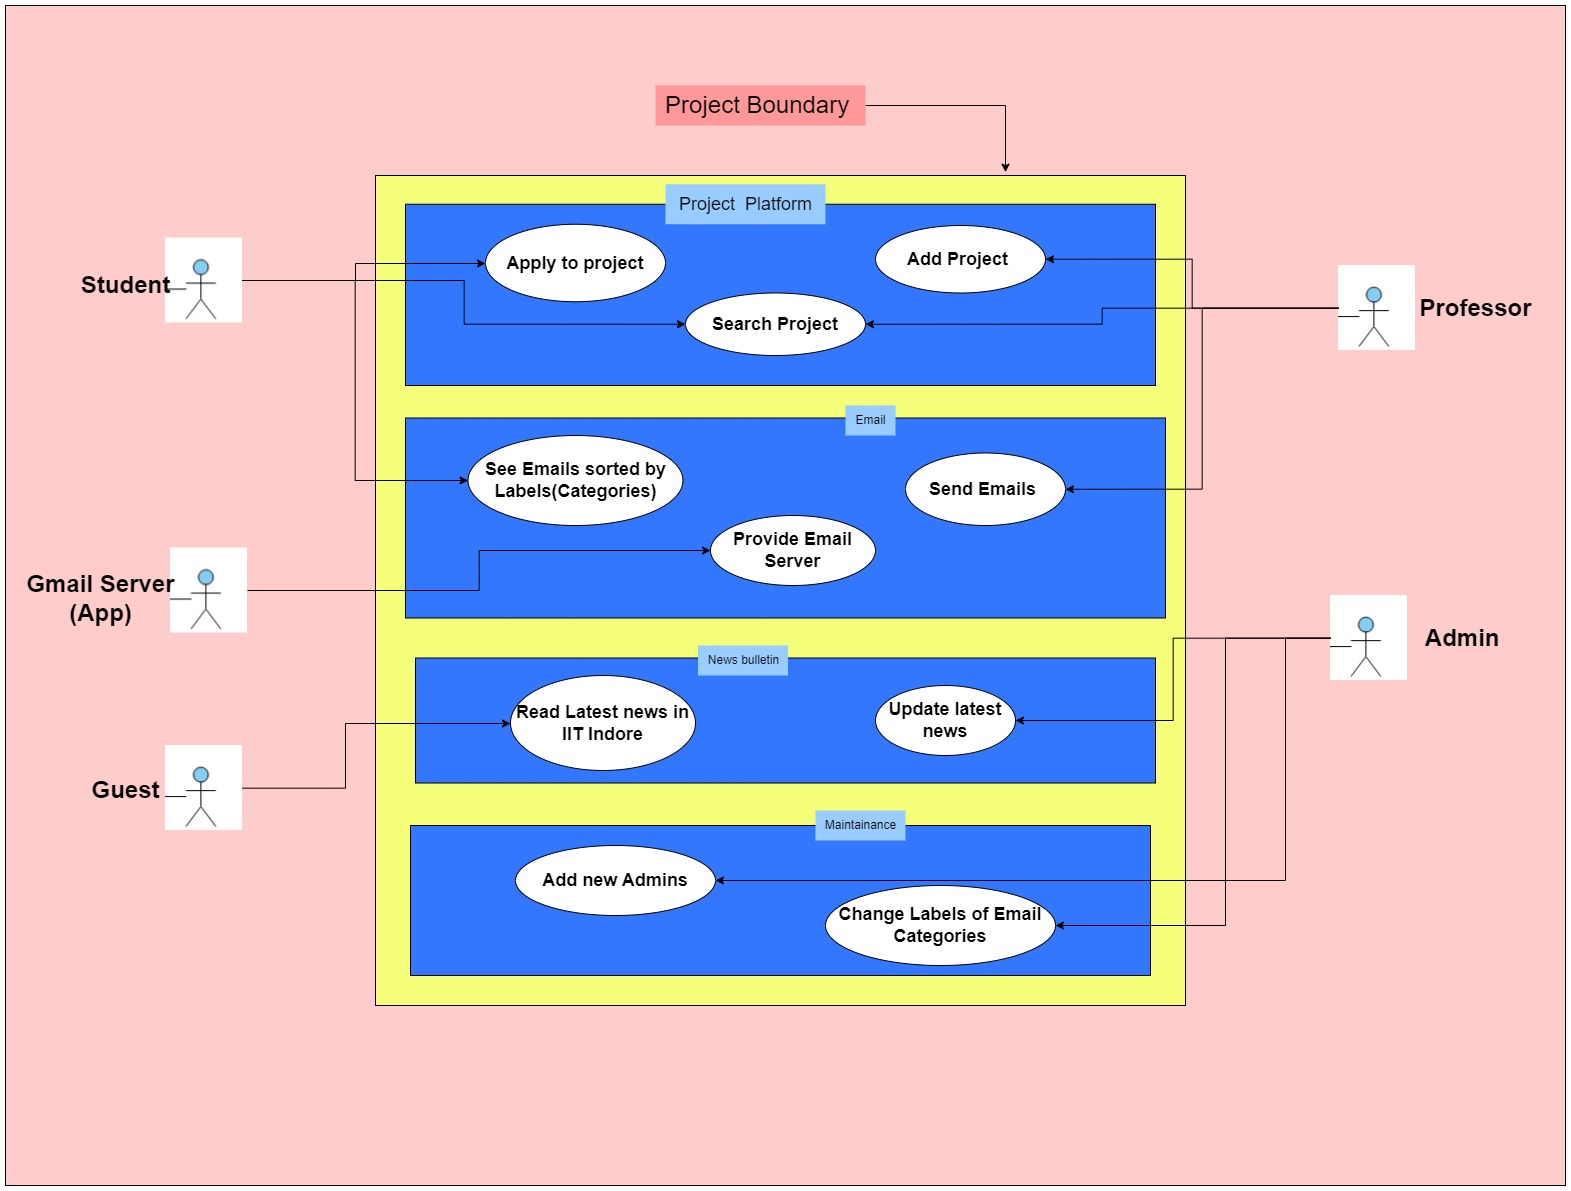 Project Boundary
Project Platform
Apply to project
Add Project
Student
Search Project
Professor
Email
See Emails sorted by
Labels(Categories)
Send Emails
Provide Email
Server
Gmail Server
(App)
Admin
News bulletin
Read Latest news in
IIT Indore
Update latest
news
Guest
Maintainance
Add new Admins
Change Labels of Email
Categories